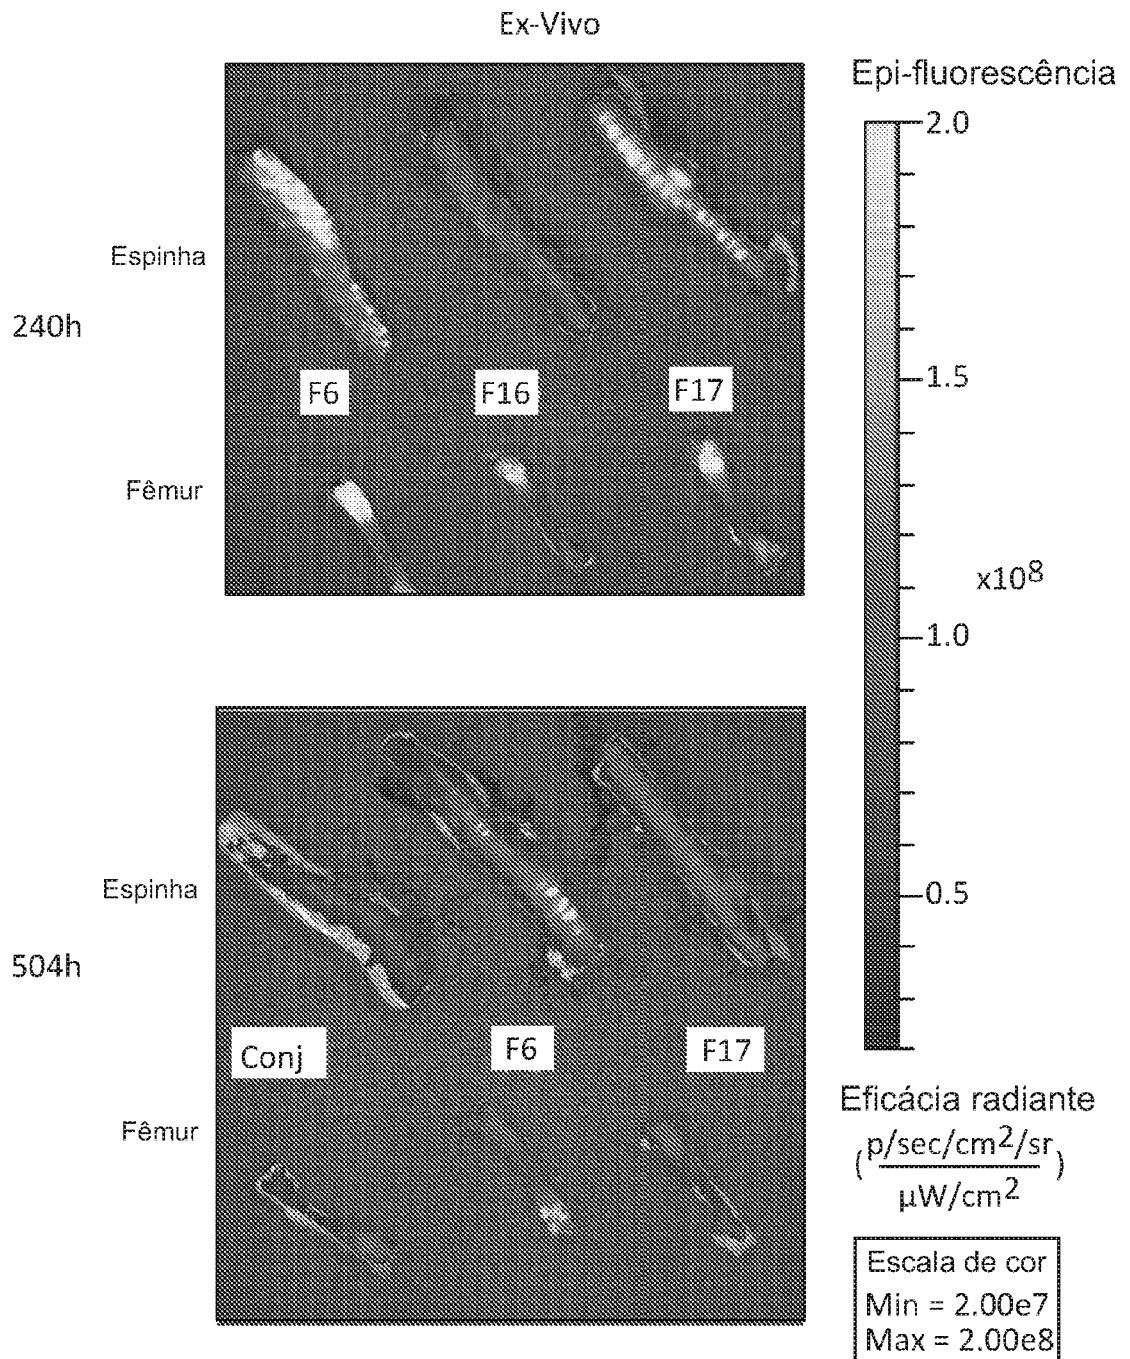 Ex-Vivo
Epi-fluorescência
2.0
1.5
x10⁸
1.0
0.5
Espinha
240h
F6
F16
F17
Fêmur
Espinha
504h
Conj
F6
F17
Fêmur
Eficácia radiante
(p/sec/cm²/sr
µW/cm²)
Escala de cor
Min = 2.00e7
Max = 2.00e8